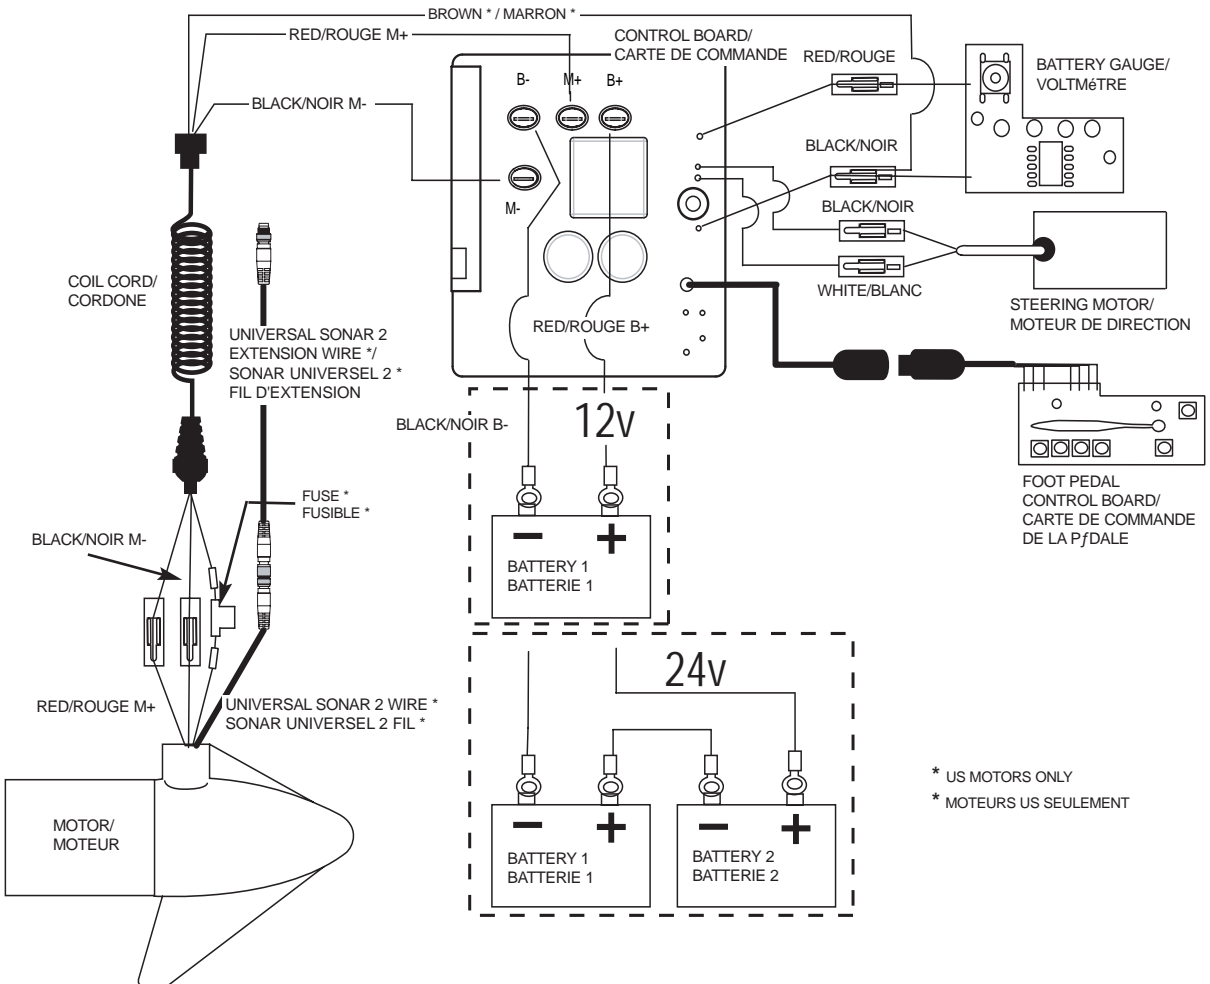 BROWN * / MARRON *
RED/ROUGE M+
CONTROL BOARD/
CARTE DE COMMANDE
RED/ROUGE
BATTERY GAUGE/
VOLTMéTRE
B-
M+
B+
BLACK/NOIR M-
BLACK/NOIR
M-
BLACK/NOIR
COIL CORD/
CORDONE
WHITE/BLANC
STEERING MOTOR/
MOTEUR DE DIRECTION
UNIVERSAL SONAR 2
EXTENSION WIRE */
SONAR UNIVERSEL 2 *
FIL D'EXTENSION
RED/ROUGE B+
BLACK/NOIR B-
12v
FOOT PEDAL
CONTROL BOARD/
CARTE DE COMMANDE
DE LA PƒDALE
FUSE *
FUSIBLE *
BLACK/NOIR M-
BATTERY 1
BATTERIE 1
24v
RED/ROUGE M+
UNIVERSAL SONAR 2 WIRE *
SONAR UNIVERSEL 2 FIL *
* US MOTORS ONLY
* MOTEURS US SEULEMENT
MOTOR/
MOTEUR
BATTERY 1
BATTERIE 1
BATTERY 2
BATTERIE 2